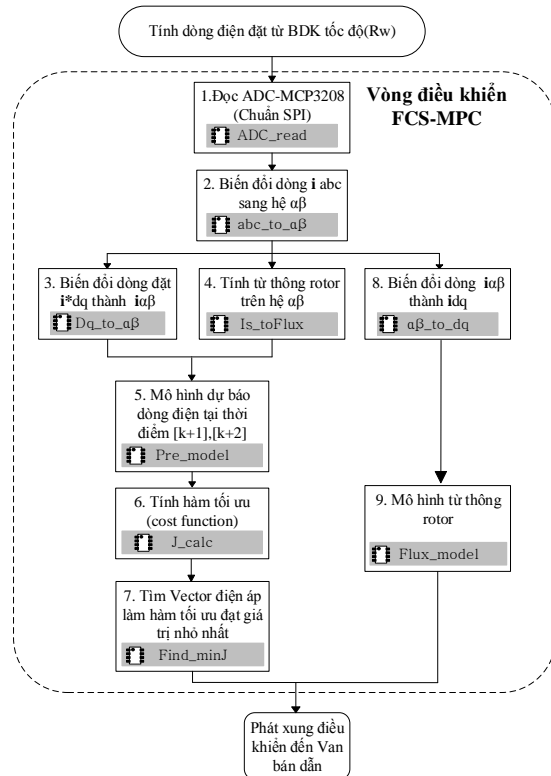 Tính dòng điện đặt từ BDK tốc độ(Rw)
Vòng điều khiển
FCS-MPC
1.Đọc ADC-MCP3208
(Chuẩn SPI)
ADC_read
2. Biến đổi dòng i abc
sang hệ αβ
abc_to_αβ
3. Biến đổi dòng đặt
i*dq thành iαβ
Dq_to_αβ
4. Tính từ thông rotor
trên hệ αβ
Is_toFlux
8. Biến đổi dòng iαβ
thành idq
αβ_to_dq
5. Mô hình dự báo
dòng điện tại thời
điểm [k+1],[k+2]
Pre_model
6. Tính hàm tối ưu
(cost function)
J_calc
9. Mô hình từ thông
rotor
Flux_model
7. Tìm Vector điện áp
làm hàm tối ưu đạt giá
trị nhỏ nhất
Find_minJ
Phát xung điều
khiển đến Van
bán dẫn